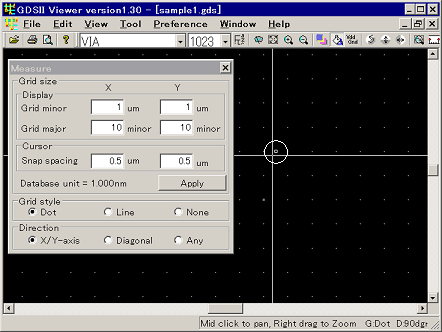 GDSII Viewer version1.30 - [sample1.gds]
File Edit View Tool Preference Window Help
VIA 1023 Vdd Gnd
Measure
Grid size
Display X Y
Grid minor 1 um 1 um
Grid major 10 minor 10 minor
Cursor
Snap spacing 0.5 um 0.5 um
Database unit = 1.000nm Apply
Grid style
Dot Line None
Direction
X/Y-axis Diagonal Any
Mid click to pan, Right drag to Zoom G:Dot D:90dgr